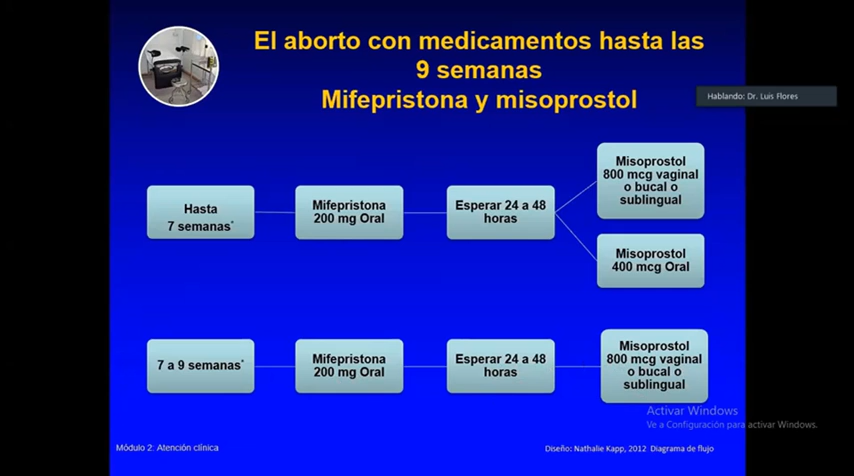 El aborto con medicamentos hasta las
9 semanas
Mifepristona y misoprostol
Hablando: Dr. Luis Flores
Hasta
7 semanas*
Mifepristona
200 mg Oral
Esperar 24 a 48
horas
Misoprostol
800 mcg vaginal
o bucal o
sublingual
Misoprostol
400 mcg Oral
7 a 9 semanas*
Mifepristona
200 mg Oral
Esperar 24 a 48
horas
Misoprostol
800 mcg vaginal
o bucal o
sublingual
Activar Windows
Ve a Configuración para activar Windows.
Módulo 2: Atención clínica
Diseño: Nathalie Kapp, 2012 Diagrama de flujo